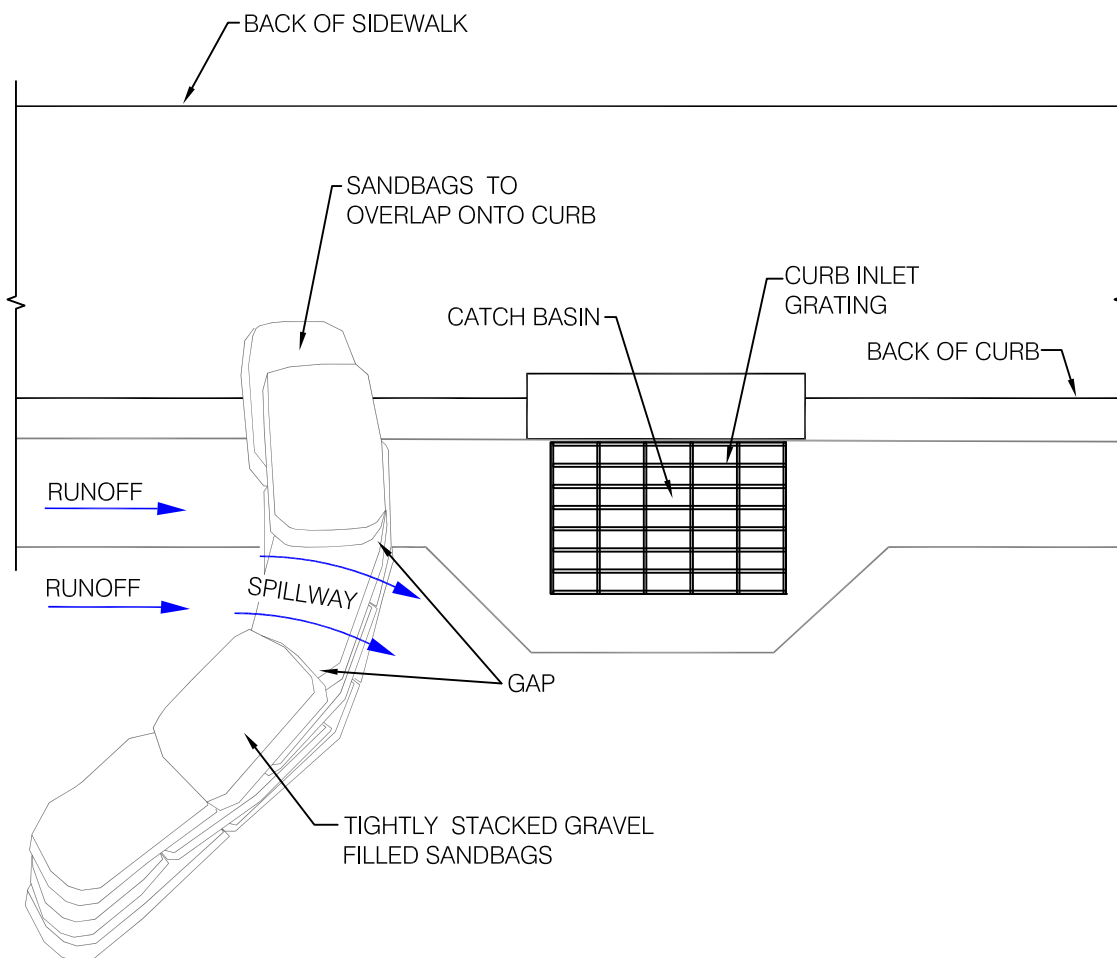 BACK OF SIDEWALK
SANDBAGS TO
OVERLAP ONTO CURB
CURB INLET
GRATING
CATCH BASIN
BACK OF CURB
RUNOFF
RUNOFF
SPILLWAY
GAP
TIGHTLY STACKED GRAVEL
FILLED SANDBAGS